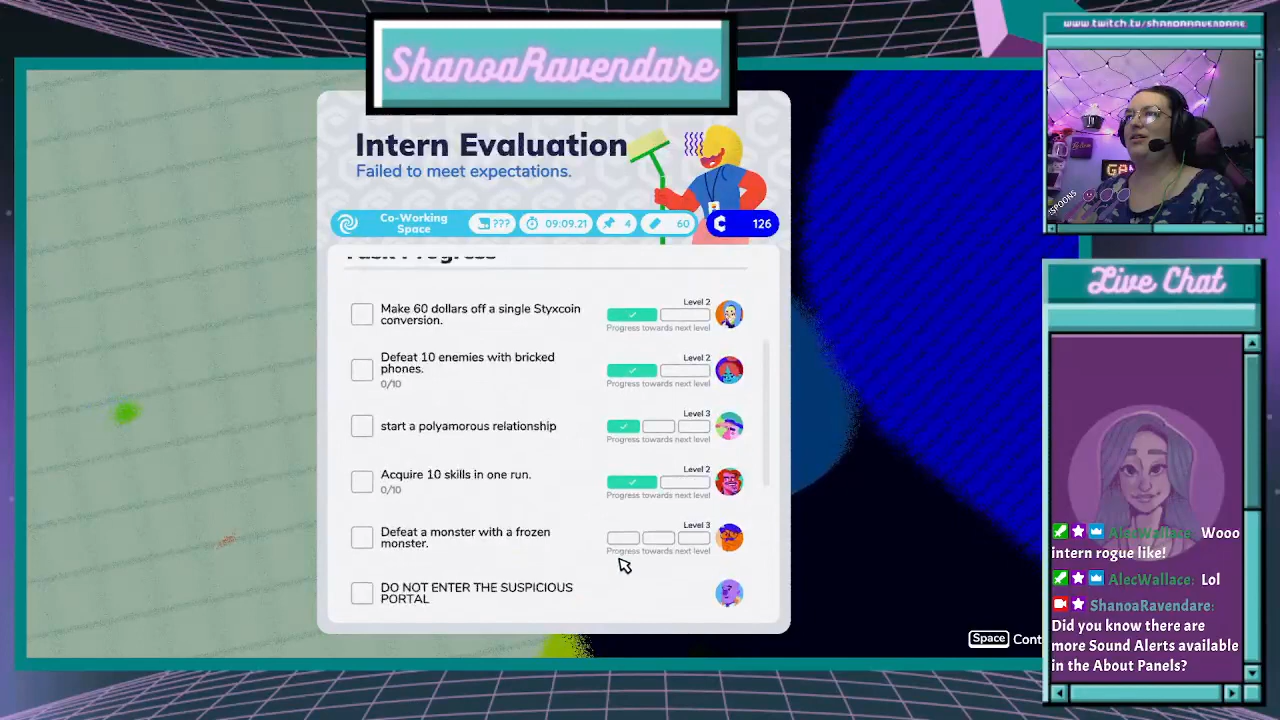 www.twitch.tv/shanoaravendare
ShanoaRavendare
Intern Evaluation
Failed to meet expectations.
Co-Working
Space
???
09:09.21
4
60
126
Task Progress
Make 60 dollars off a single Styxcoin
conversion.
Level 2
Progress towards next level
Defeat 10 enemies with bricked
phones.
0/10
Level 2
Progress towards next level
start a polyamorous relationship
Level 3
Progress towards next level
Acquire 10 skills in one run.
0/10
Level 2
Progress towards next level
Defeat a monster with a frozen
monster.
Level 3
Progress towards next level
DO NOT ENTER THE SUSPICIOUS
PORTAL
Space Cont
SPOONS
Live Chat
AlecWallace: Wooo
intern rogue like!
AlecWallace: Lol
ShanoaRavendare:
Did you know there are
more Sound Alerts available
in the About Panels?